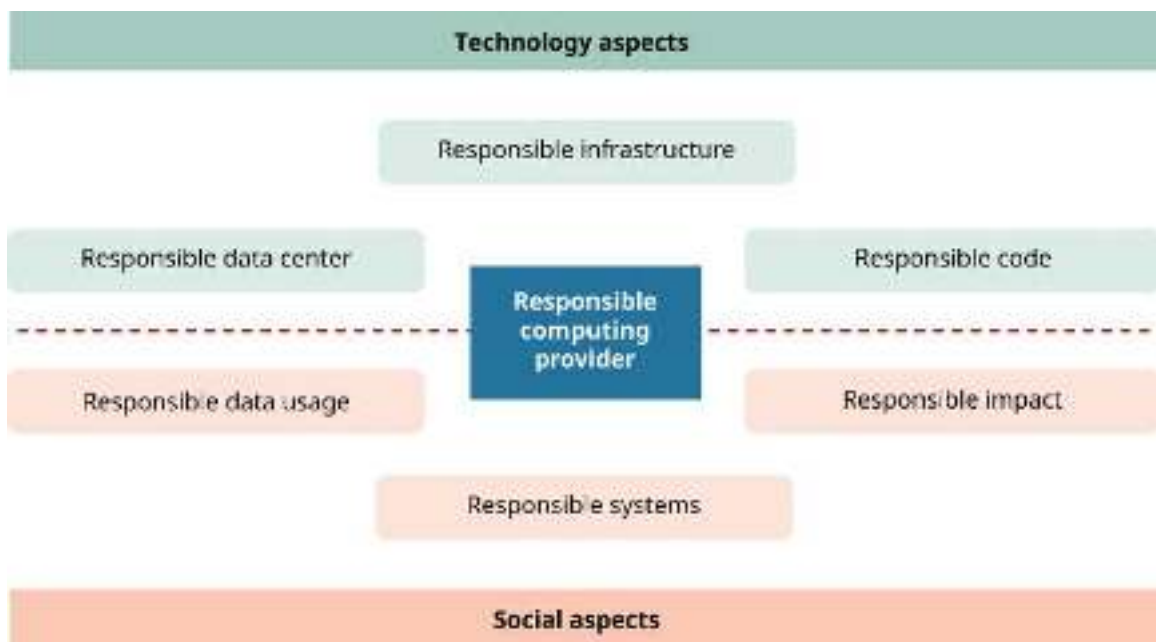 Technology aspects
Responsible infrastructure
Responsible data center
Responsible code
Responsible
computing
provider
Responsible data usage
Responsible impact
Responsible systems
Social aspects